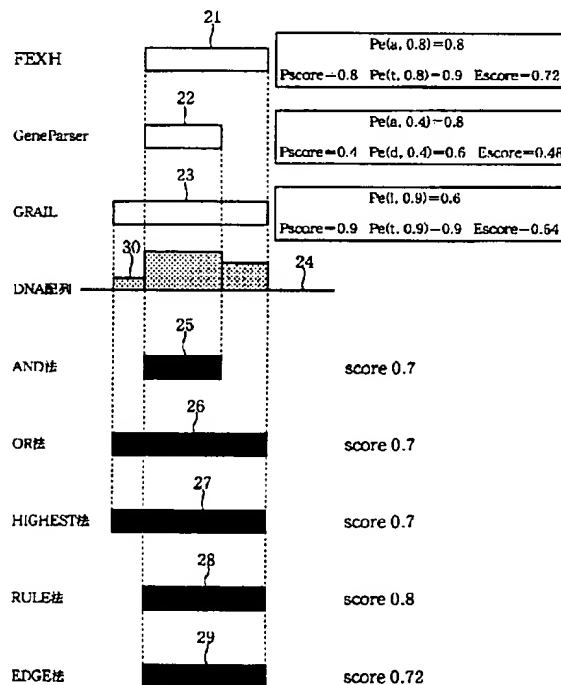 21
FEXH
Pe(a, 0.8)=0.8
Pscore=0.8 Pe(t, 0.8)=0.9 Escore=0.72
22
GeneParser
Pe(a, 0.4)=0.8
Pscore=0.4 Pe(d, 0.4)=0.6 Escore=0.48
23
GRAIL
Pe(i, 0.9)=0.6
Pscore=0.9 Pe(t, 0.9)=0.9 Escore=0.54
30
24
DNA配列
25
AND法 score 0.7
26
OR法 score 0.7
27
HIGHEST法 score 0.7
28
RULE法 score 0.8
29
EDGE法 score 0.72